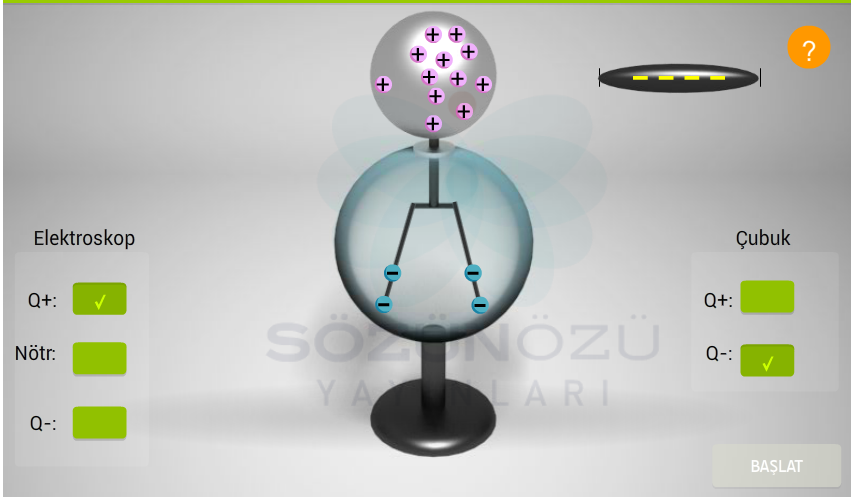 ?
Elektroskop
Q+: ✓
Nötr:
Q-:
Çubuk
Q+:
Q-: ✓
SÖZÜNÖZÜ
YAYINLARI
BAŞLAT